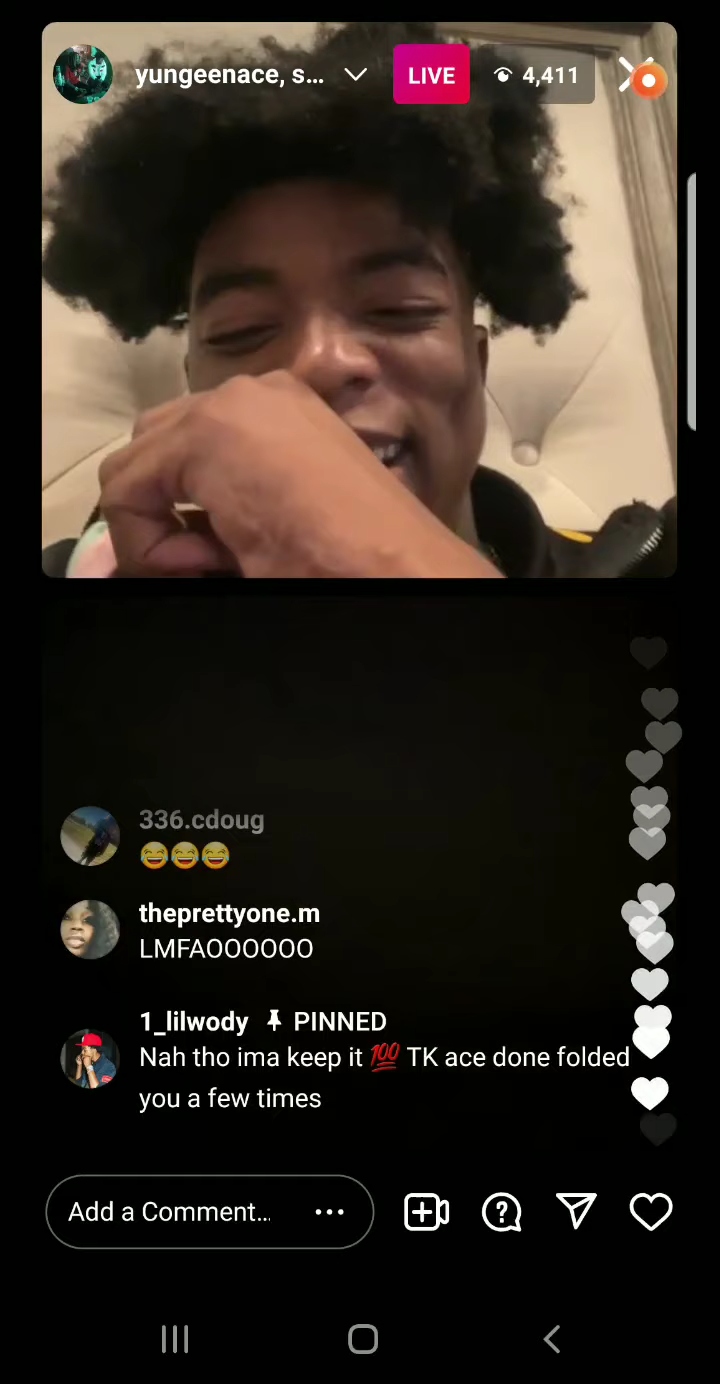 yungeenace, s...
LIVE
4,411
336.cdoug
😂😂😂
theprettyone.m
LMFAOOOOOO
1_lilwody PINNED
Nah tho ima keep it 💯 TK ace done folded
you a few times
Add a Comment...